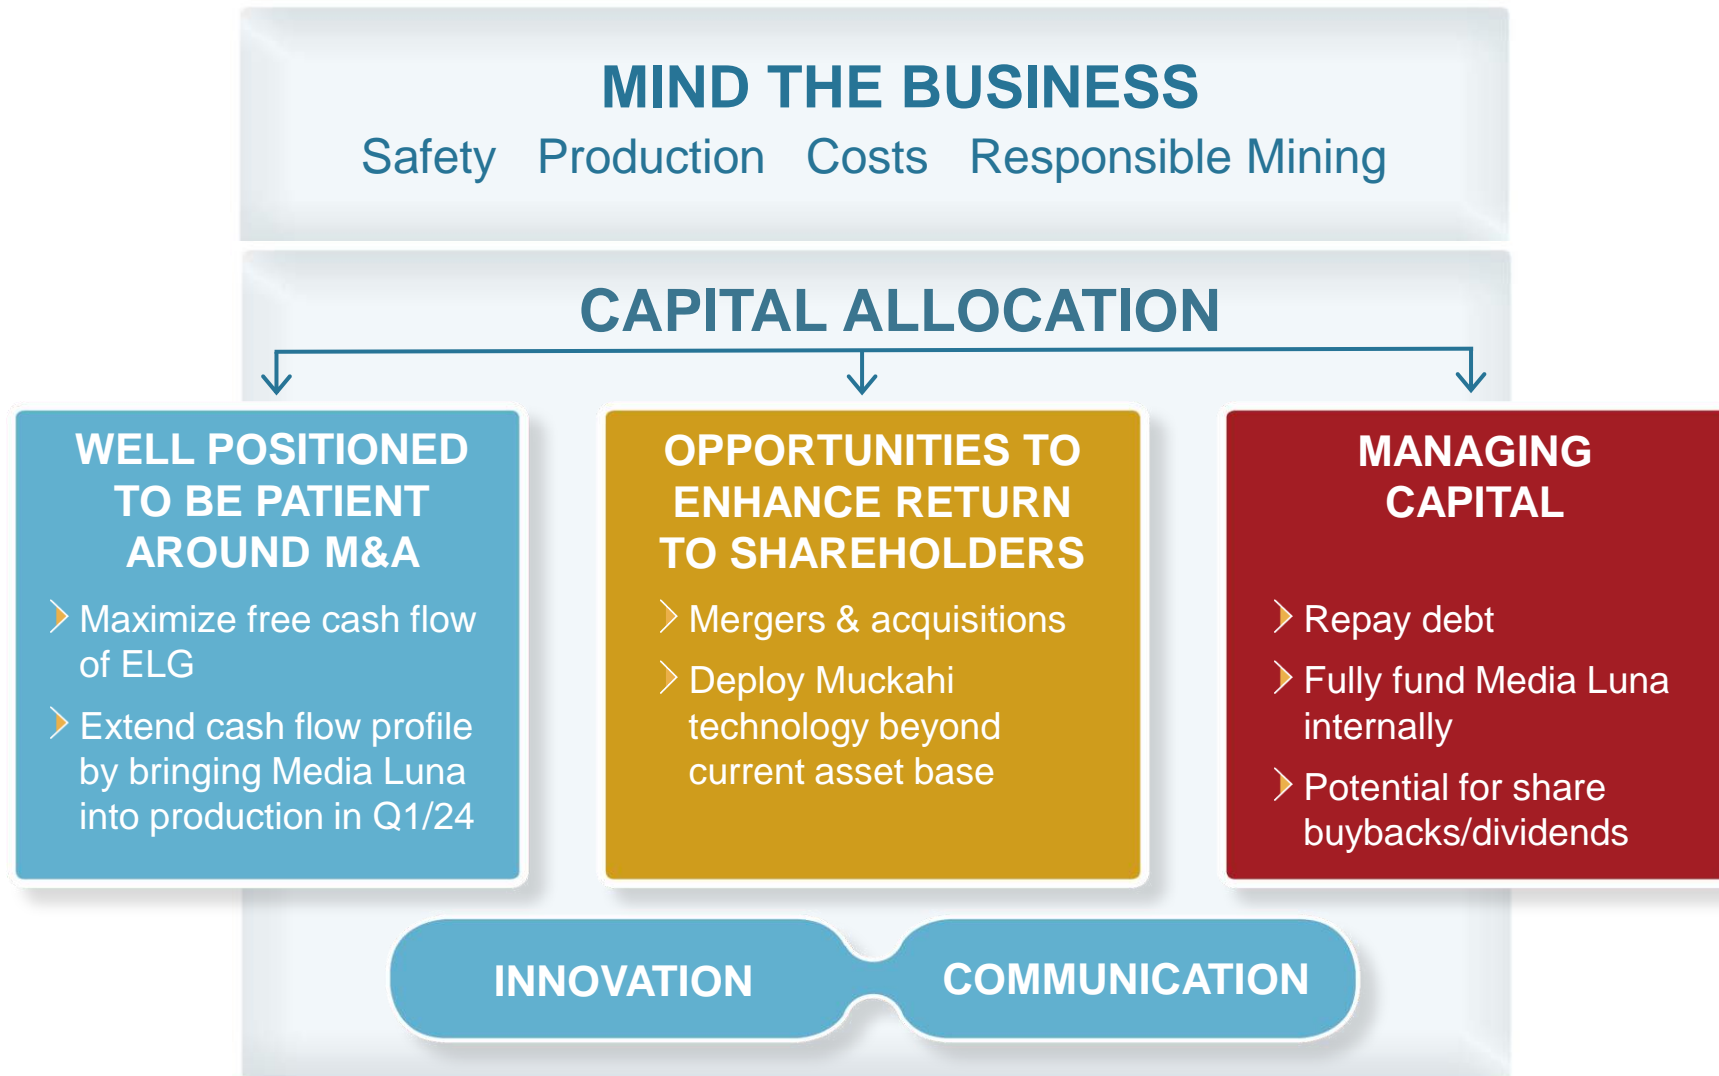 MIND THE BUSINESS
Safety Production Costs Responsible Mining
CAPITAL ALLOCATION
WELL POSITIONED
TO BE PATIENT
AROUND M&A
Maximize free cash flow
of ELG
Extend cash flow profile
by bringing Media Luna
into production in Q1/24
OPPORTUNITIES TO
ENHANCE RETURN
TO SHAREHOLDERS
Mergers & acquisitions
Deploy Muckahi
technology beyond
current asset base
MANAGING
CAPITAL
Repay debt
Fully fund Media Luna
internally
Potential for share
buybacks/dividends
INNOVATION
COMMUNICATION